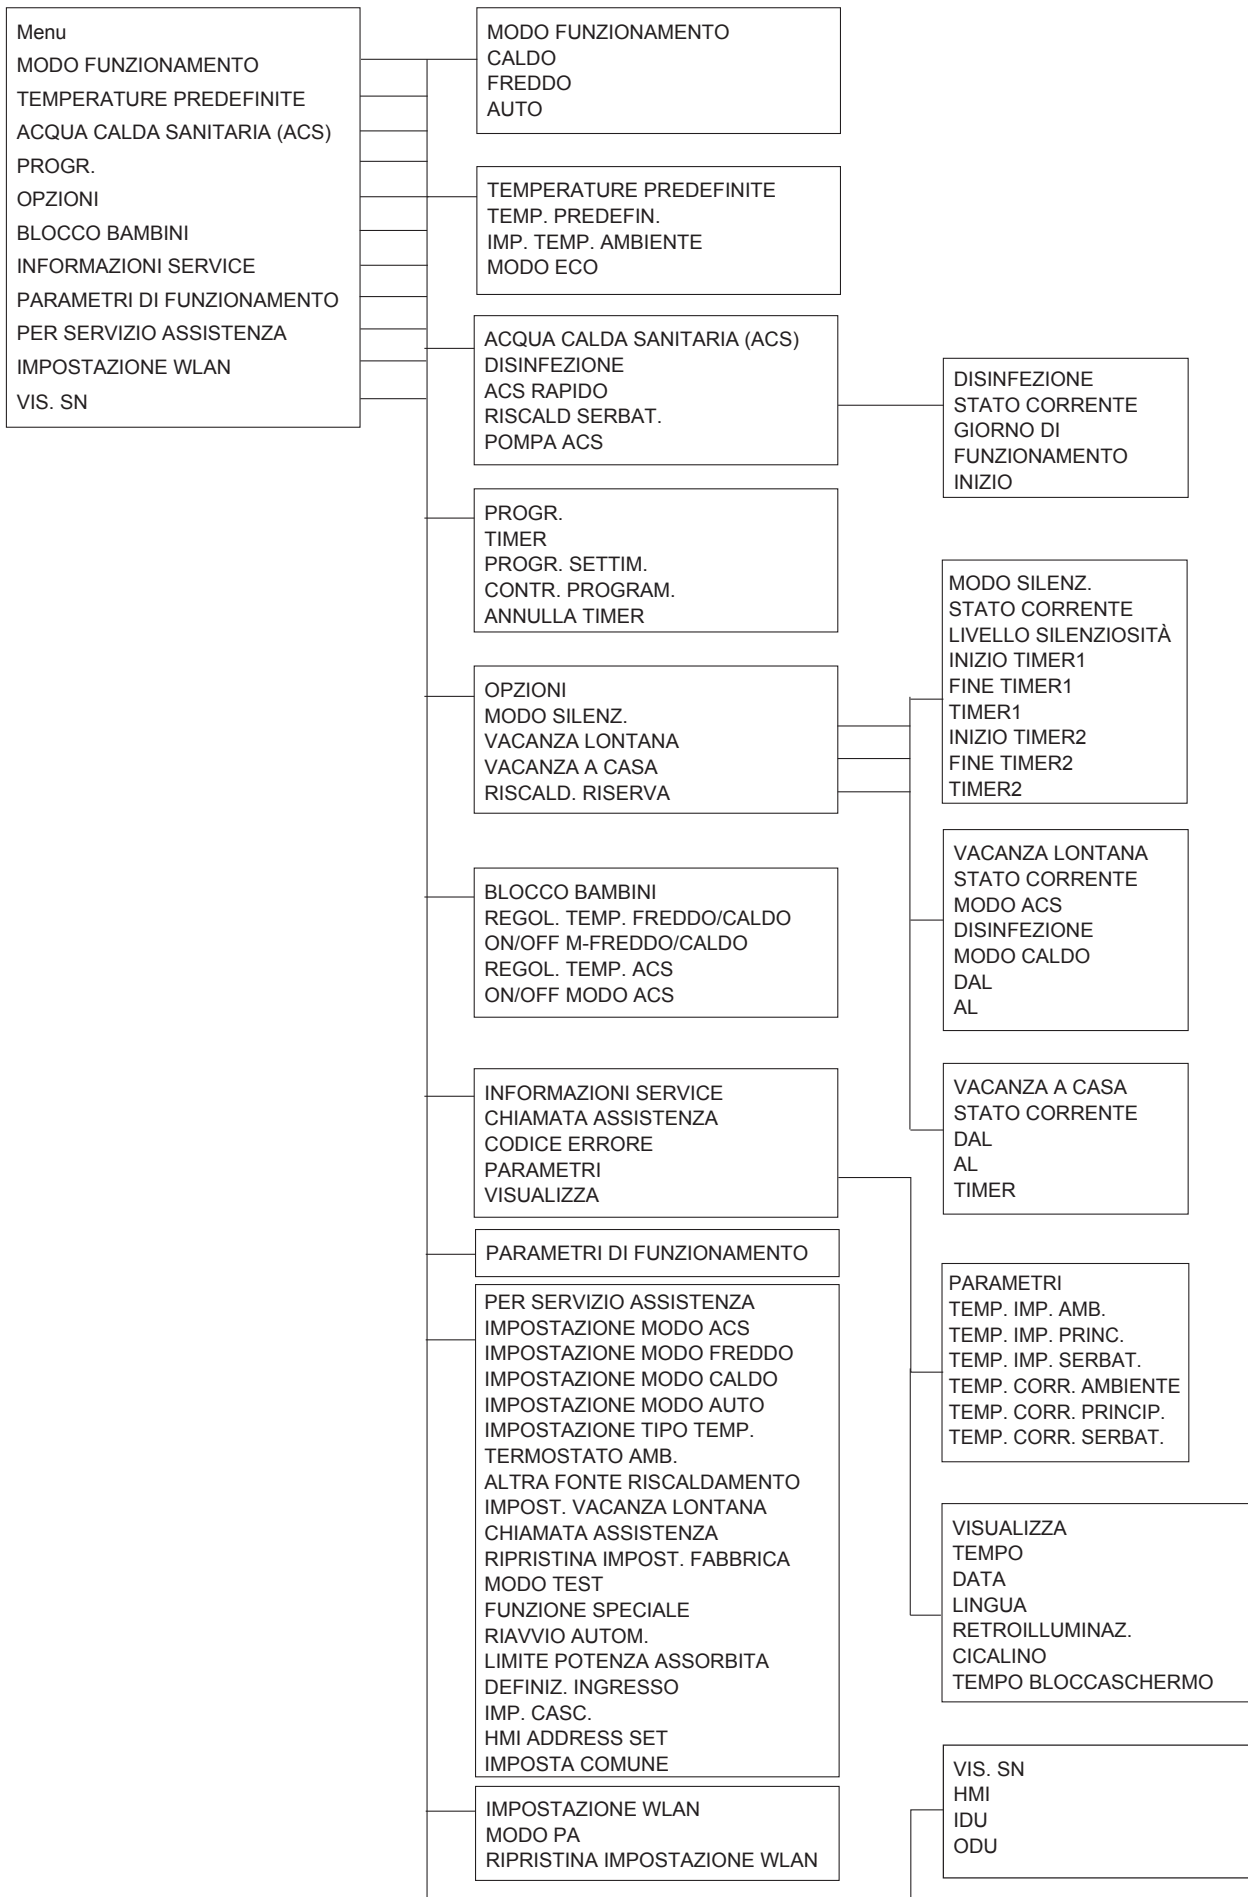 Menu
MODO FUNZIONAMENTO
TEMPERATURE PREDEFINITE
ACQUA CALDA SANITARIA (ACS)
PROGR.
OPZIONI
BLOCCO BAMBINI
INFORMAZIONI SERVICE
PARAMETRI DI FUNZIONAMENTO
PER SERVIZIO ASSISTENZA
IMPOSTAZIONE WLAN
VIS. SN
MODO FUNZIONAMENTO
CALDO
FREDDO
AUTO
TEMPERATURE PREDEFINITE
TEMP. PREDEFIN.
IMP. TEMP. AMBIENTE
MODO ECO
ACQUA CALDA SANITARIA (ACS)
DISINFEZIONE
ACS RAPIDO
RISCALD SERBAT.
POMPA ACS
PROGR.
TIMER
PROGR. SETTIM.
CONTR. PROGRAM.
ANNULLA TIMER
OPZIONI
MODO SILENZ.
VACANZA LONTANA
VACANZA A CASA
RISCALD. RISERVA
BLOCCO BAMBINI
REGOL. TEMP. FREDDO/CALDO
ON/OFF M-FREDDO/CALDO
REGOL. TEMP. ACS
ON/OFF MODO ACS
INFORMAZIONI SERVICE
CHIAMATA ASSISTENZA
CODICE ERRORE
PARAMETRI
VISUALIZZA
PARAMETRI DI FUNZIONAMENTO
PER SERVIZIO ASSISTENZA
IMPOSTAZIONE MODO ACS
IMPOSTAZIONE MODO FREDDO
IMPOSTAZIONE MODO CALDO
IMPOSTAZIONE MODO AUTO
IMPOSTAZIONE TIPO TEMP.
TERMOSTATO AMB.
ALTRA FONTE RISCALDAMENTO
IMPOST. VACANZA LONTANA
CHIAMATA ASSISTENZA
RIPRISTINA IMPOST. FABBRICA
MODO TEST
FUNZIONE SPECIALE
RIAVVIO AUTOM.
LIMITE POTENZA ASSORBITA
DEFINIZ. INGRESSO
IMP. CASC.
HMI ADDRESS SET
IMPOSTA COMUNE
IMPOSTAZIONE WLAN
MODO PA
RIPRISTINA IMPOSTAZIONE WLAN
DISINFEZIONE
STATO CORRENTE
GIORNO DI
FUNZIONAMENTO
INIZIO
MODO SILENZ.
STATO CORRENTE
LIVELLO SILENZIOSITÀ
INIZIO TIMER1
FINE TIMER1
TIMER1
INIZIO TIMER2
FINE TIMER2
TIMER2
VACANZA LONTANA
STATO CORRENTE
MODO ACS
DISINFEZIONE
MODO CALDO
DAL
AL
VACANZA A CASA
STATO CORRENTE
DAL
AL
TIMER
PARAMETRI
TEMP. IMP. AMB.
TEMP. IMP. PRINC.
TEMP. IMP. SERBAT.
TEMP. CORR. AMBIENTE
TEMP. CORR. PRINCIP.
TEMP. CORR. SERBAT.
VISUALIZZA
TEMPO
DATA
LINGUA
RETROILLUMINAZ.
CICALINO
TEMPO BLOCCASCHERMO
VIS. SN
HMI
IDU
ODU